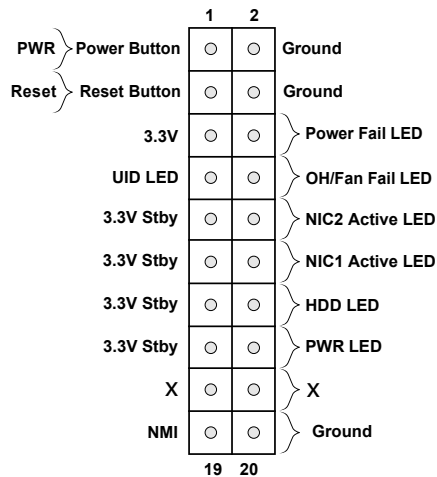 1 2
PWR Power Button Ground
Reset Reset Button Ground
3.3V Power Fail LED
UID LED OH/Fan Fail LED
3.3V Stby NIC2 Active LED
3.3V Stby NIC1 Active LED
3.3V Stby HDD LED
3.3V Stby PWR LED
X X
NMI Ground
19 20